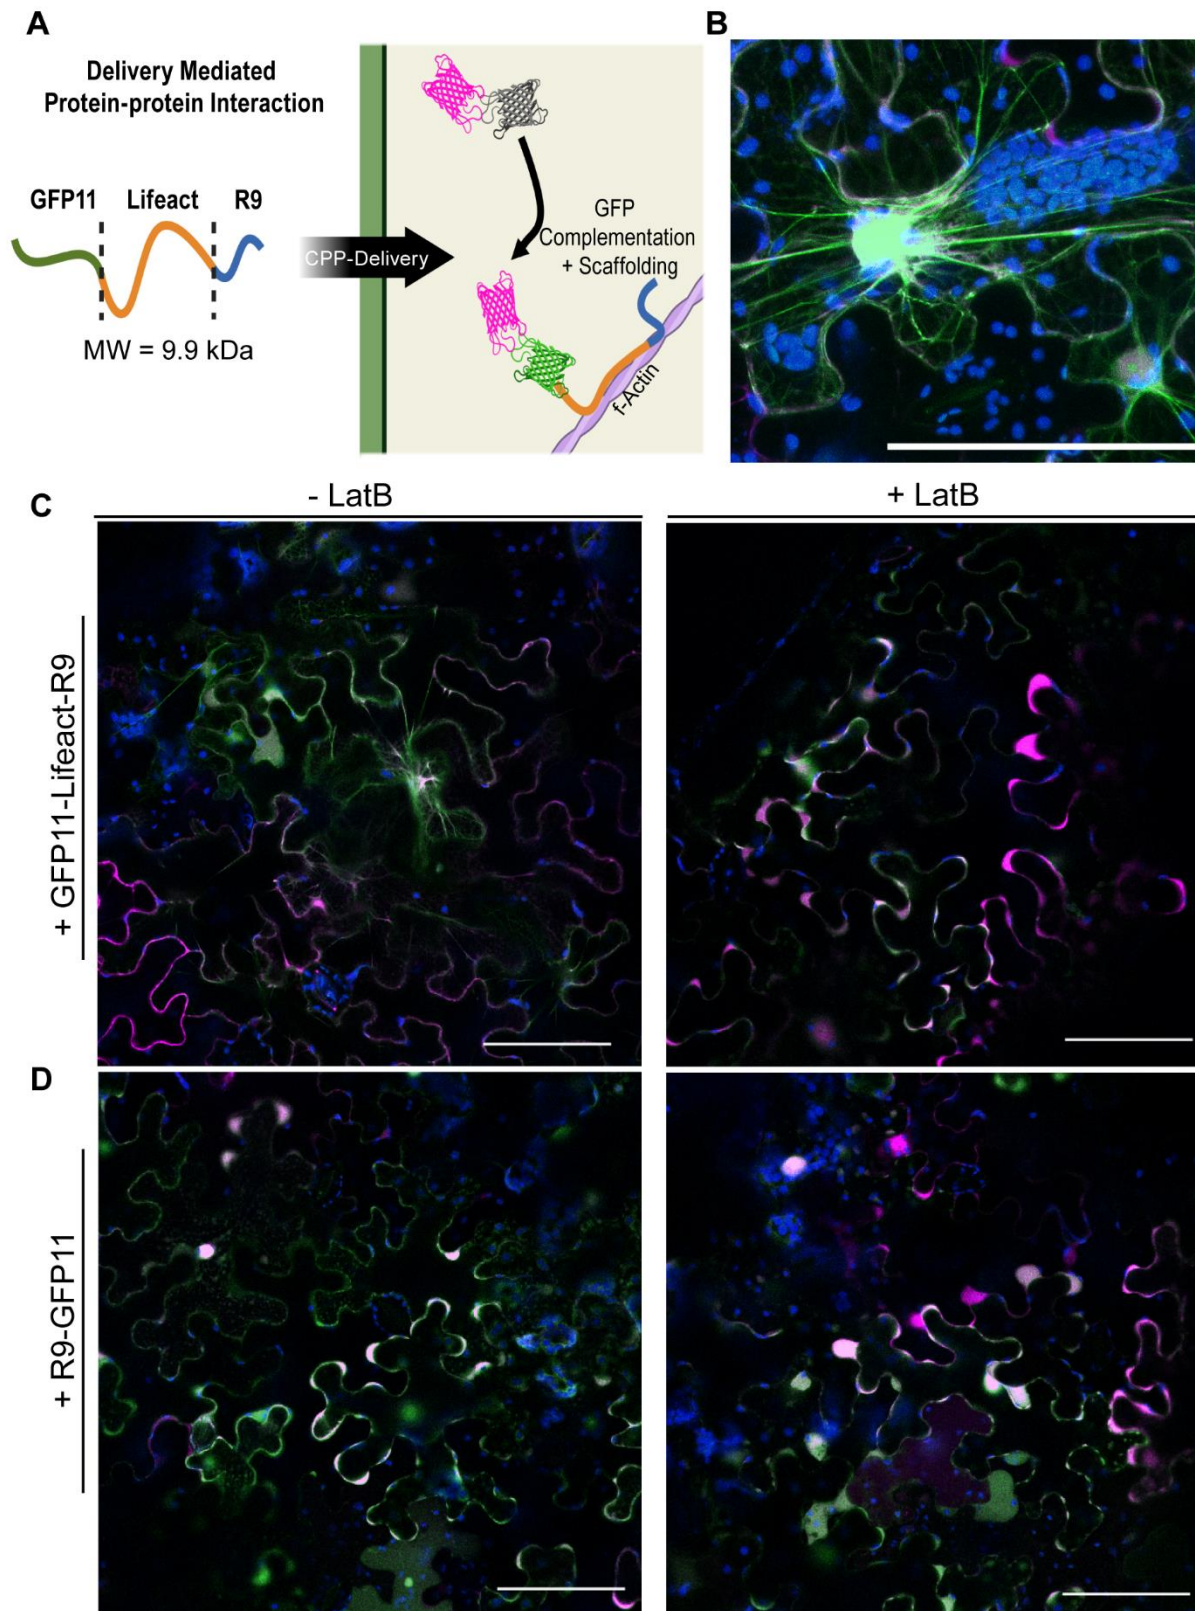 A
Delivery Mediated
Protein-protein Interaction
GFP11 Lifeact R9
MW = 9.9 kDa
CPP-Delivery
GFP
Complementation
+ Scaffolding
f-Actin
B
C
- LatB
+ LatB
+ GFP11-Lifeact-R9
D
+ R9-GFP11